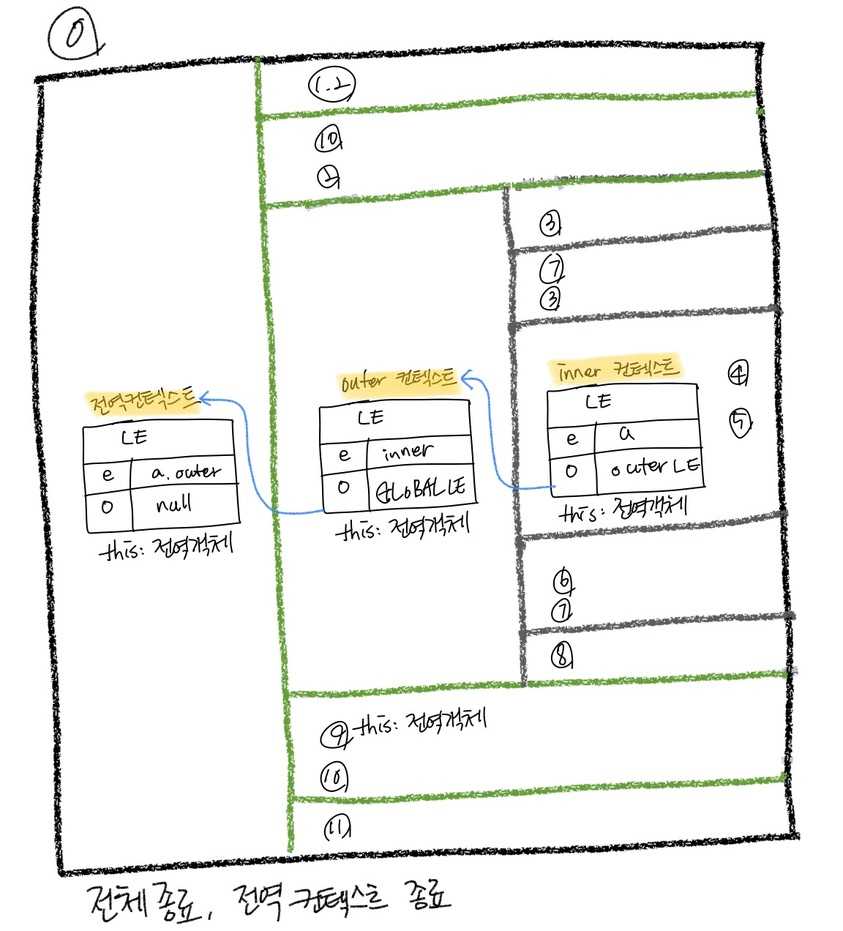 ⓪
①.②
⑩
②
③
⑦
③
전역컨텍스트
LE
e a, outer
O null
this: 전역객체
outer 컨텍스트
LE
e inner
O GLOBAL LE
this: 전역객체
inner 컨텍스트
LE
e a
O outer LE
this: 전역객체
④
⑤
⑥
⑦
⑧
⑨ this: 전역객체
⑩
⑪
전체 종료, 전역 컨텍스트 종료